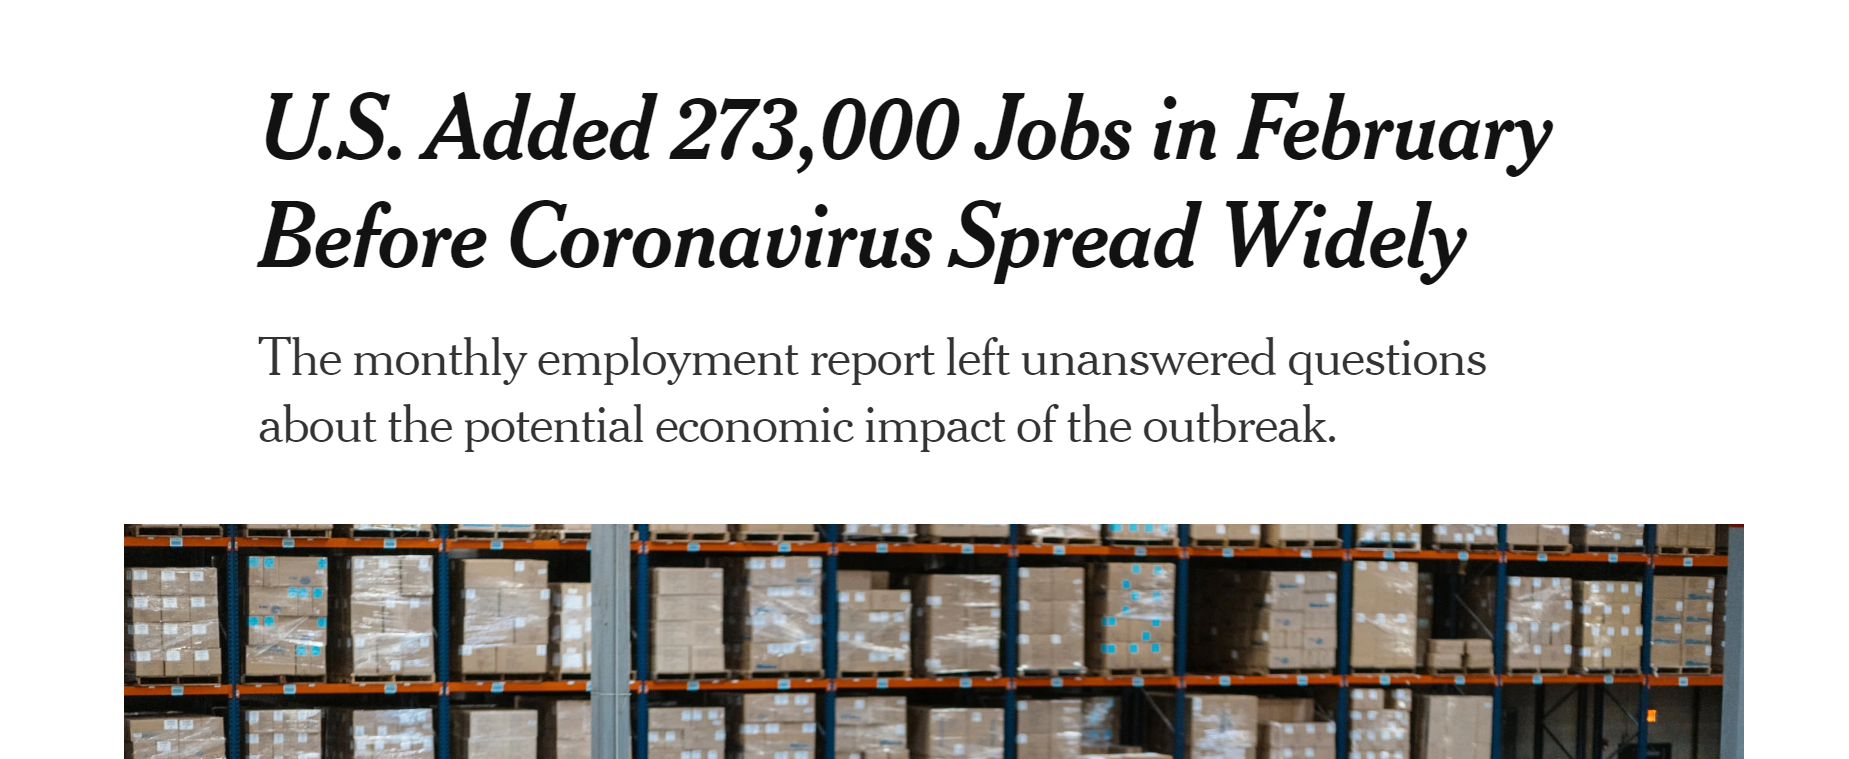 U.S. Added 273,000 Jobs in February
Before Coronavirus Spread Widely
The monthly employment report left unanswered questions
about the potential economic impact of the outbreak.